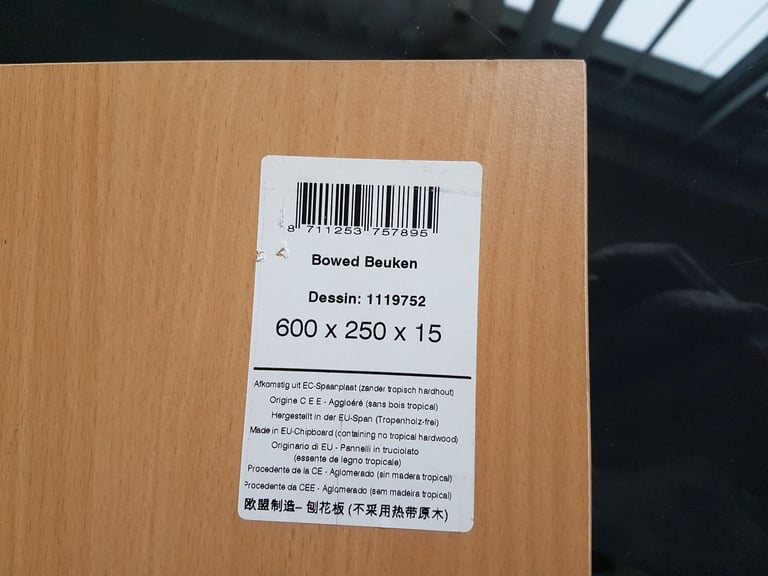 8 711253 757895
Bowed Beuken
Dessin: 1119752
600 x 250 x 15
Afkomstig uit EC-Spaanplaat (zander tropisch hardhout)
Origine C E E - Aggloéré (sans bois tropical)
Hergestellt in der EU-Span (Tropenholz-frei)
Made in EU-Chipboard (containing no tropical hardwood)
Originario di EU - Pannelli in truciolato
(essente de legno tropicale)
Procedente de la CE - Aglomerado (sin madera tropical)
Procedente da CEE - Aglomerado (sem madeira tropical)
欧盟制造– 刨花板 (不采用热带原木)